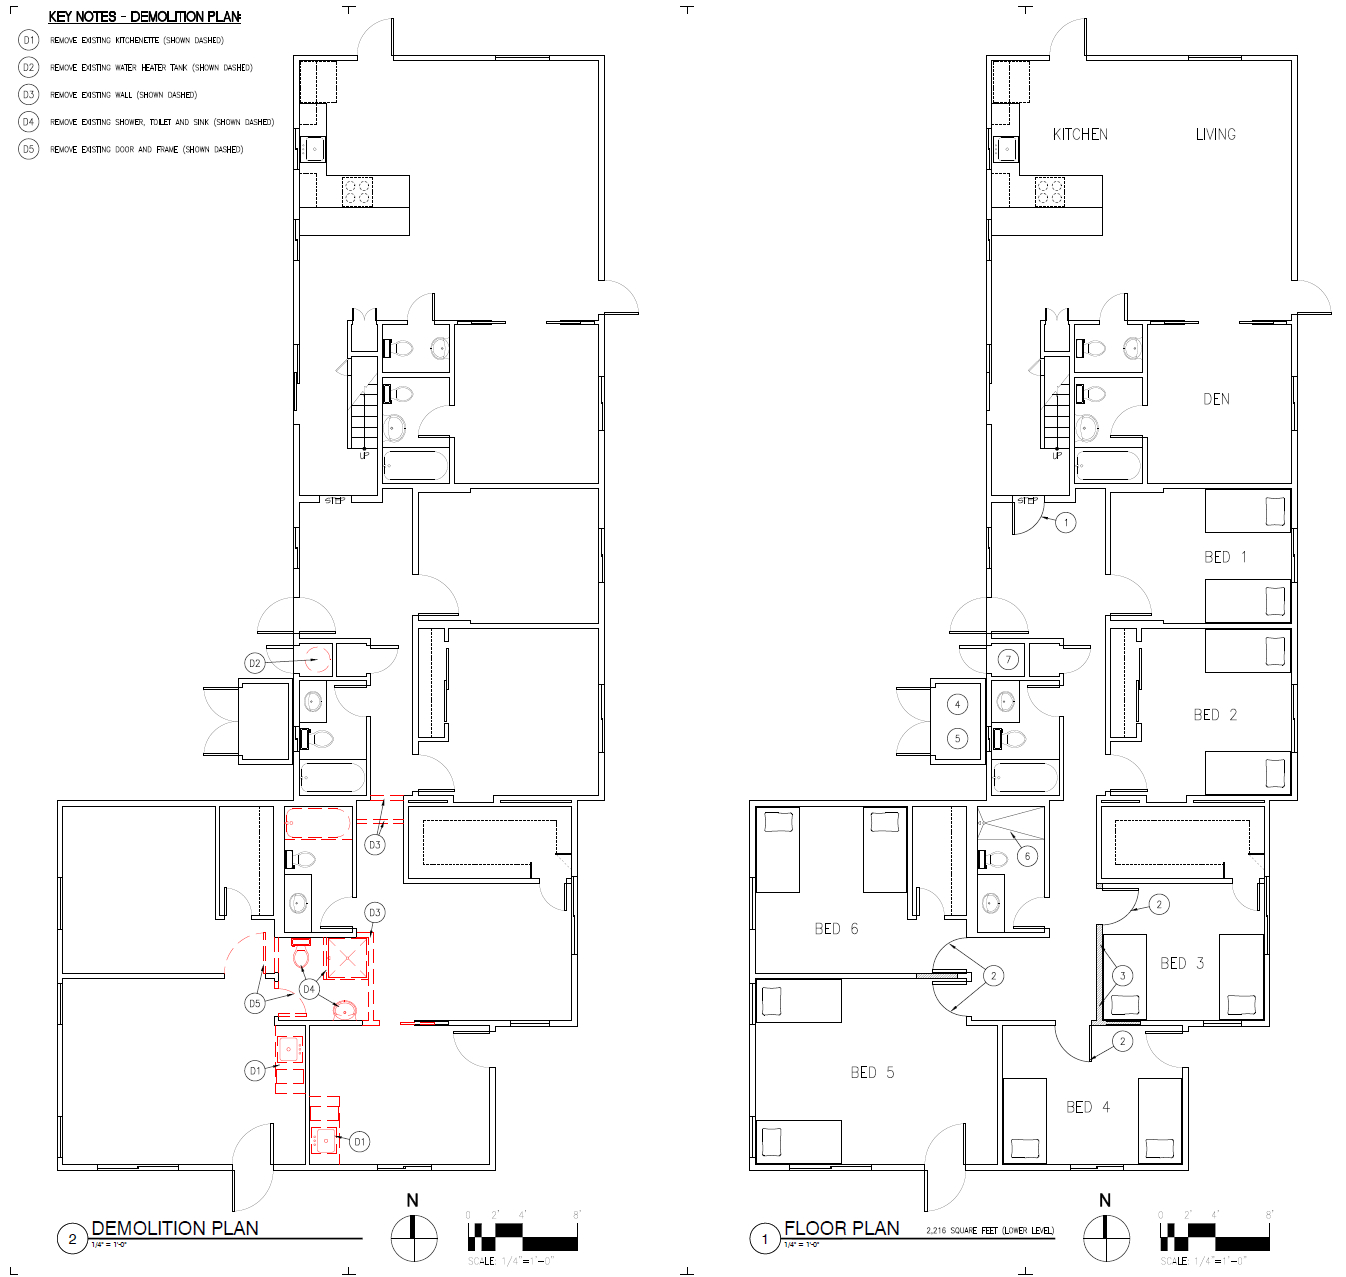 KEY NOTES - DEMOLITION PLAN:
D1 REMOVE EXISTING KITCHENETTE (SHOWN DASHED)
D2 REMOVE EXISTING WATER HEATER TANK (SHOWN DASHED)
D3 REMOVE EXISTING WALL (SHOWN DASHED)
D4 REMOVE EXISTING SHOWER, TOILET AND SINK (SHOWN DASHED)
D5 REMOVE EXISTING DOOR AND FRAME (SHOWN DASHED)
UP
STEP
D2
D3
D3
D5
D4
D1
D1
2
DEMOLITION PLAN
1/4" = 1'-0"
N
0 2' 4' 8'
SCALE: 1/4"=1'-0"
KITCHEN
LIVING
DEN
UP
STEP
1
BED 1
7
4
5
BED 2
6
2
BED 6
2
3
BED 3
2
BED 5
BED 4
1
FLOOR PLAN
2,216 SQUARE FEET (LOWER LEVEL)
1/4" = 1'-0"
N
0 2' 4' 8'
SCALE: 1/4"=1'-0"